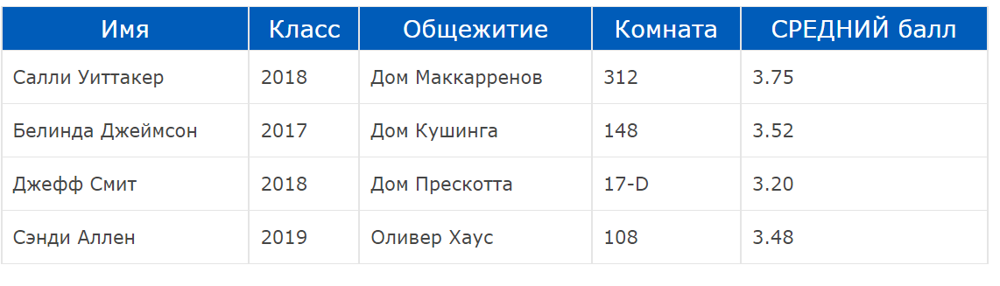 Имя Класс Общежитие Комната СРЕДНИЙ балл
Салли Уиттакер 2018 Дом Маккарренов 312 3.75
Белинда Джеймсон 2017 Дом Кушинга 148 3.52
Джефф Смит 2018 Дом Прескотта 17-D 3.20
Сэнди Аллен 2019 Оливер Хаус 108 3.48